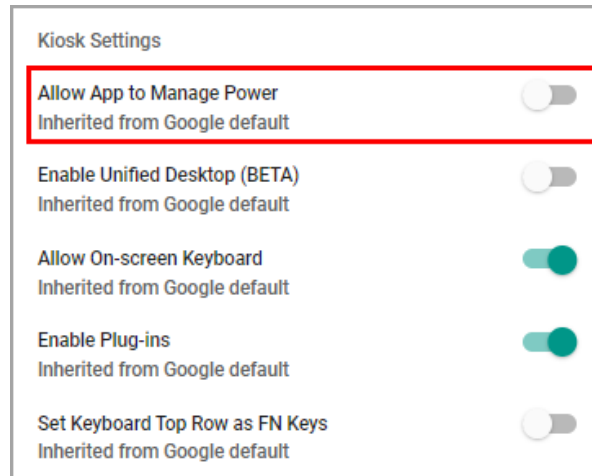 Kiosk Settings
Allow App to Manage Power
Inherited from Google default
Enable Unified Desktop (BETA)
Inherited from Google default
Allow On-screen Keyboard
Inherited from Google default
Enable Plug-ins
Inherited from Google default
Set Keyboard Top Row as FN Keys
Inherited from Google default